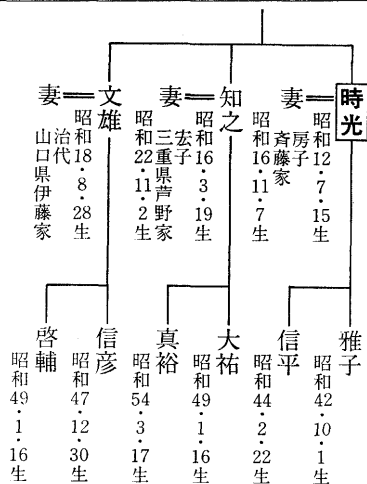 時光
昭和12・7・15生
妻
房子
斉藤家
昭和16・11・7生
知之
昭和16・3・19生
妻
宏子
三重県芦野家
昭和22・11・2生
文雄
昭和18・8・28生
妻
治代
山口県伊藤家
雅子
昭和42・10・1生
信平
昭和44・2・22生
大祐
昭和49・1・16生
真裕
昭和54・3・17生
信彦
昭和47・12・30生
啓輔
昭和49・1・16生